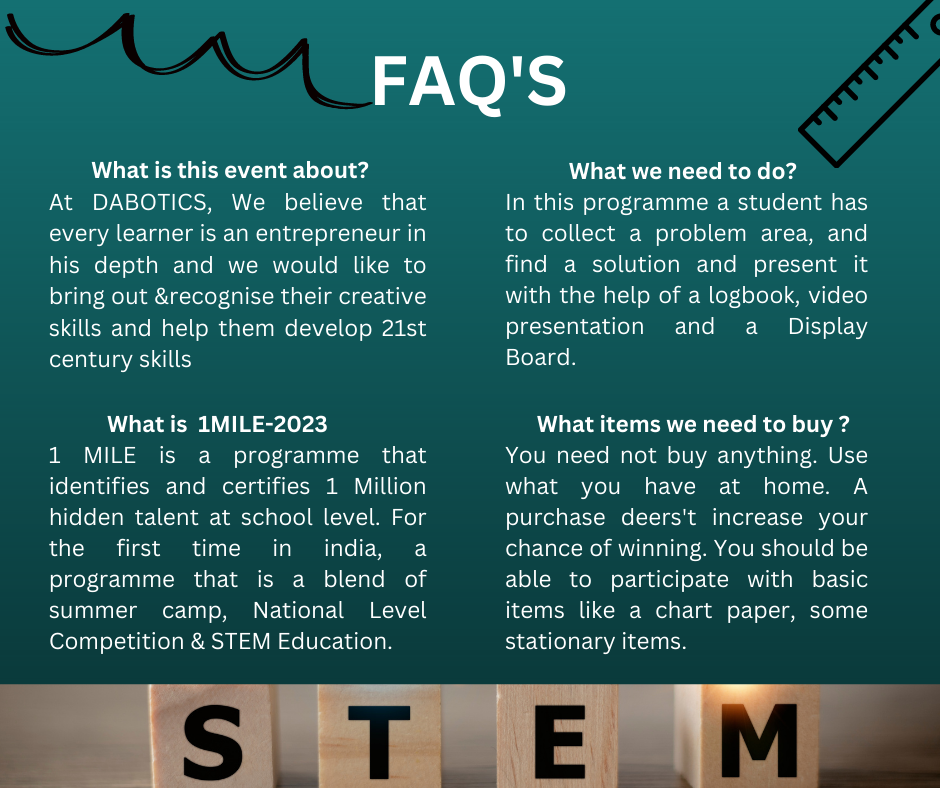 FAQ'S
What is this event about?
At DABOTICS, We believe that
every learner is an entrepreneur in
his depth and we would like to
bring out &recognise their creative
skills and help them develop 21st
century skills
What we need to do?
In this programme a student has
to collect a problem area, and
find a solution and present it
with the help of a logbook, video
presentation and a Display
Board.
What is 1MILE-2023
1 MILE is a programme that
identifies and certifies 1 Million
hidden talent at school level. For
the first time in india, a
programme that is a blend of
summer camp, National Level
Competition & STEM Education.
What items we need to buy ?
You need not buy anything. Use
what you have at home. A
purchase deers't increase your
chance of winning. You should be
able to participate with basic
items like a chart paper, some
stationary items.
S T E M